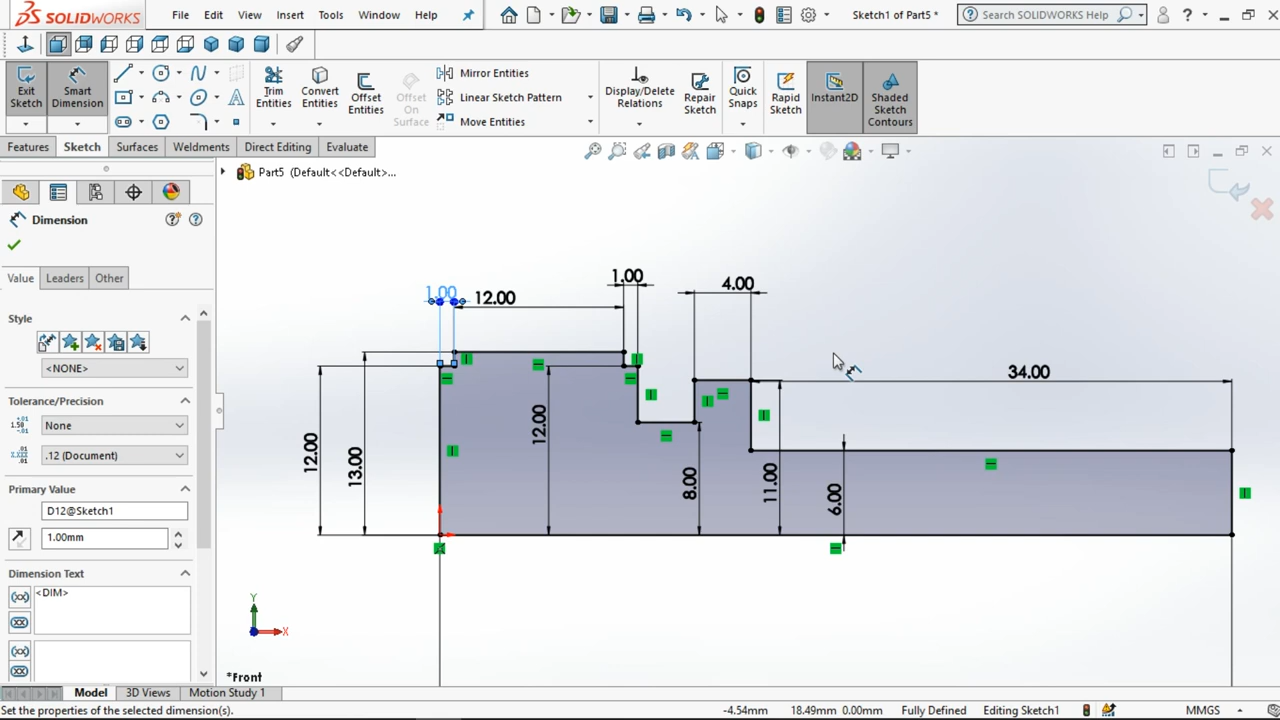 SOLIDWORKS
File Edit View Insert Tools Window Help
Sketch1 of Part5 *
Search SOLIDWORKS Help
Exit Sketch
Smart Dimension
Trim Entities
Convert Entities
Offset Entities
Offset On Surface
Mirror Entities
Linear Sketch Pattern
Move Entities
Display/Delete Relations
Repair Sketch
Quick Snaps
Rapid Sketch
Instant2D
Shaded Sketch Contours
Features Sketch Surfaces Weldments Direct Editing Evaluate
Part5 (Default<<Default>...
Dimension
Value Leaders Other
Style
<NONE>
Tolerance/Precision
None
.12 (Document)
Primary Value
D12@Sketch1
1.00mm
Dimension Text
<DIM>
1.00
12.00
1.00
4.00
34.00
12.00
13.00
12.00
8.00
11.00
6.00
Y
X
*Front
Model 3D Views Motion Study 1
Set the properties of the selected dimension(s).
-4.54mm 18.49mm 0.00mm Fully Defined Editing Sketch1 MMGS